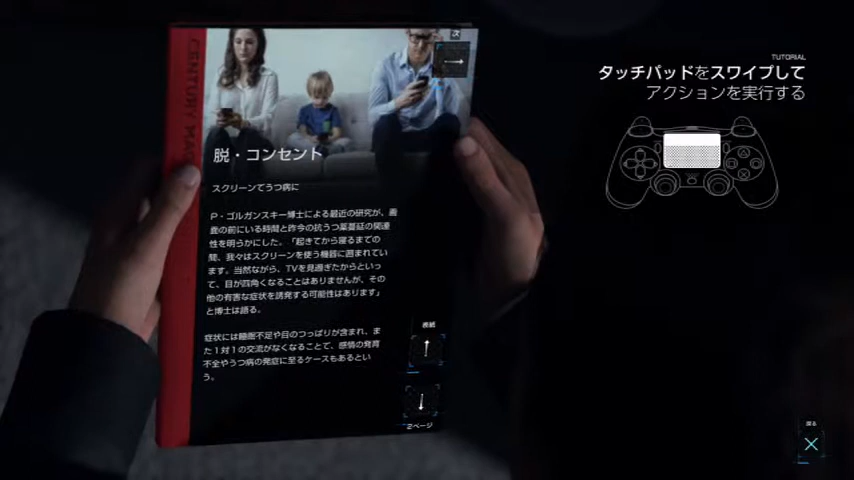 CENTURY MAG
次
脱・コンセント
スクリーンでうつ病に
P・ゴルガンスキー博士による最近の研究が、画
面の前にいる時間と昨今の抗うつ薬蔓延の関連
性を明らかにした。「起きてから寝るまでの
間、我々はスクリーンを使う機器に囲まれてい
ます。当然ながら、TVを見過ぎたからといっ
て、目が四角くなることはありませんが、その
他の有害な症状を誘発する可能性はあります」
と博士は語る。
症状には睡眠不足や目のつっぱりが含まれ、ま
た1対1の交流がなくなることで、感情の発育
不全やうつ病の発症に至るケースもあるとい
う。
表紙
2ページ
TUTORIAL
タッチパッドをスワイプして
アクションを実行する
戻る